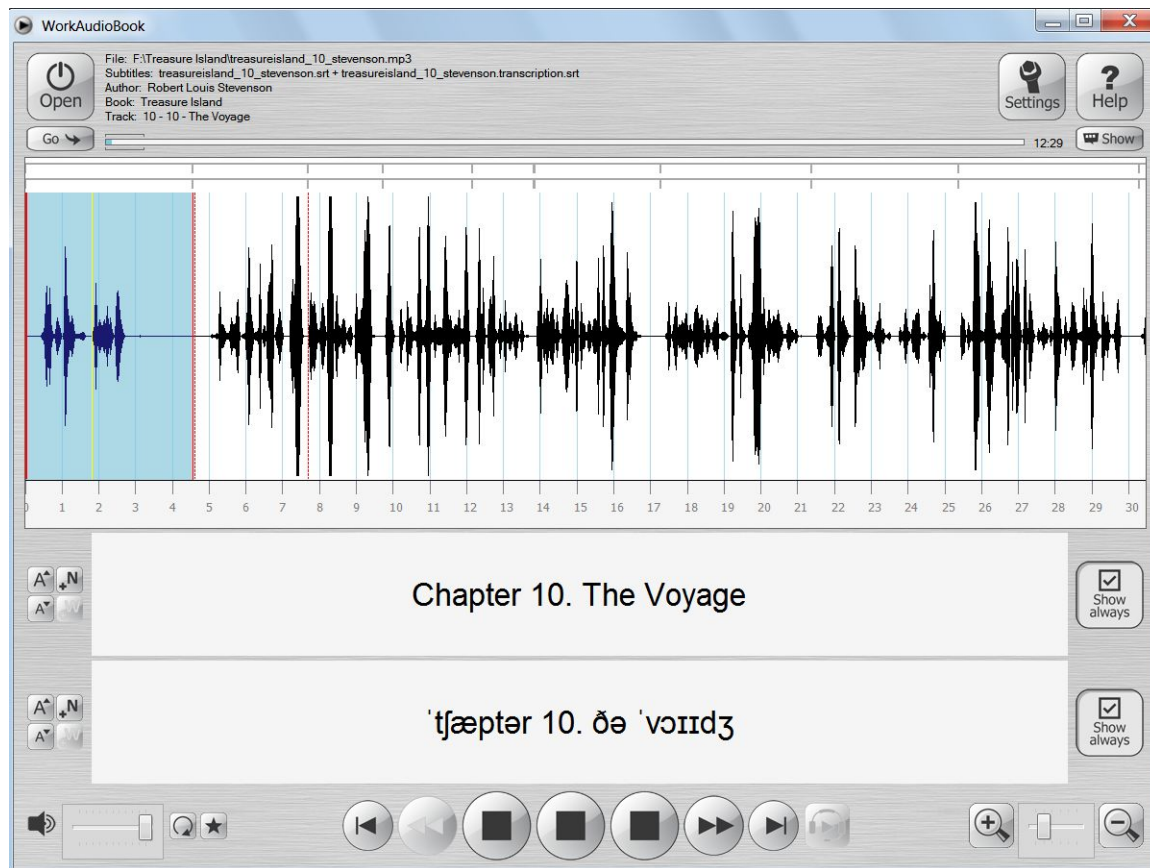 WorkAudioBook
File: F:\Treasure Island\treasureisland_10_stevenson.mp3
Subtitles: treasureisland_10_stevenson.srt + treasureisland_10_stevenson.transcription.srt
Author: Robert Louis Stevenson
Book: Treasure Island
Track: 10 - 10 - The Voyage
Open
Settings
Help
Go
12:29
Show
0 1 2 3 4 5 6 7 8 9 10 11 12 13 14 15 16 17 18 19 20 21 22 23 24 25 26 27 28 29 30
A
+N
A
W
Chapter 10. The Voyage
Show always
A
+N
A
W
ˈtʃæptər 10. ðə ˈvɔɪɪdʒ
Show always